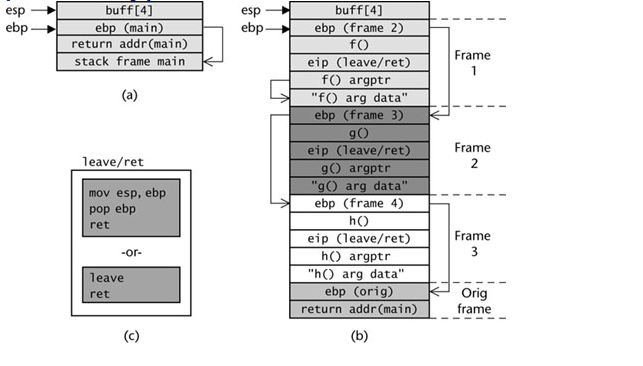 esp
buff[4]
ebp
ebp (main)
return addr(main)
stack frame main
(a)
leave/ret
mov esp, ebp
pop ebp
ret
-or-
leave
ret
(c)
esp
buff[4]
ebp
ebp (frame 2)
f()
eip (leave/ret)
f() argptr
"f() arg data"
Frame
1
ebp (frame 3)
g()
eip (leave/ret)
g() argptr
"g() arg data"
Frame
2
ebp (frame 4)
h()
eip (leave/ret)
h() argptr
"h() arg data"
Frame
3
ebp (orig)
return addr(main)
Orig
frame
(b)